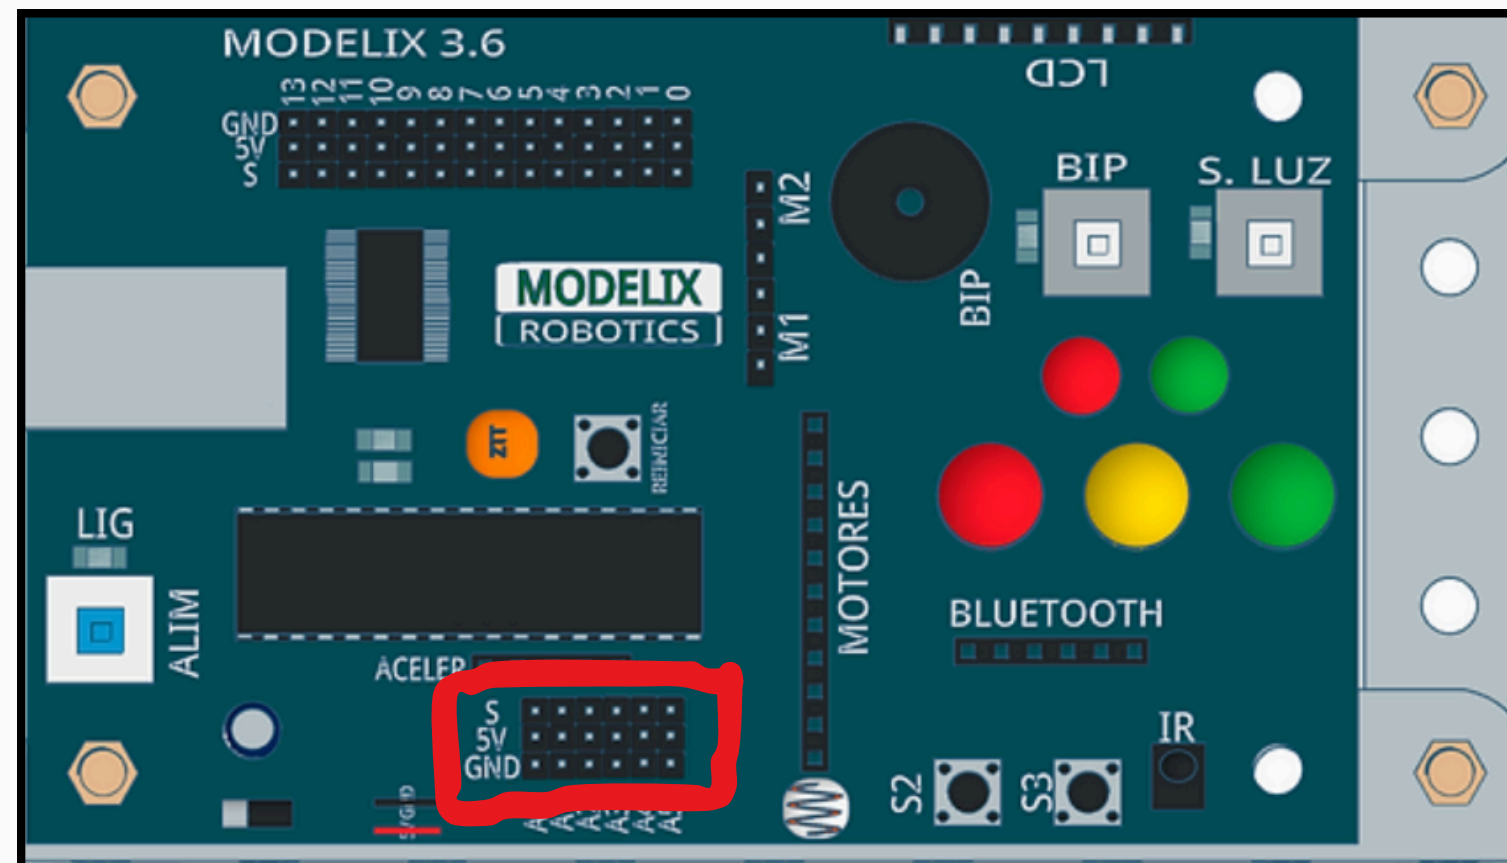 MODELIX 3.6
LCD
13 12 11 10 9 8 7 6 5 4 3 2 1 0
GND
5V
S
M2
M1
BIP
BIP
S. LUZ
MODELIX
ROBOTICS
ZIT
REINICIAR
LIG
ALIM
MOTORES
BLUETOOTH
ACELER
S
5V
GND
S2
S3
IR